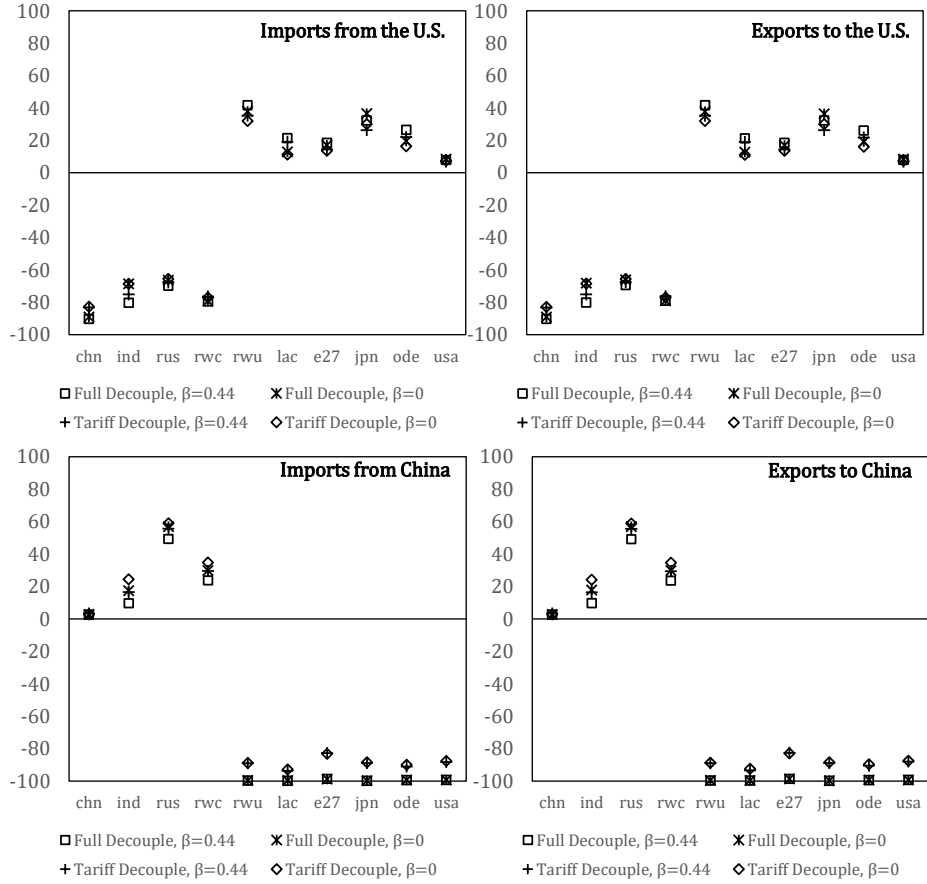 Imports from the U.S.
100
80
60
40
20
0
-20
-40
-60
-80
-100
chn ind rus rwc rwu lac e27 jpn ode usa
Full Decouple, β=0.44 Full Decouple, β=0
Tariff Decouple, β=0.44 Tariff Decouple, β=0
Exports to the U.S.
100
80
60
40
20
0
-20
-40
-60
-80
-100
chn ind rus rwc rwu lac e27 jpn ode usa
Full Decouple, β=0.44 Full Decouple, β=0
Tariff Decouple, β=0.44 Tariff Decouple, β=0
Imports from China
100
80
60
40
20
0
-20
-40
-60
-80
-100
chn ind rus rwc rwu lac e27 jpn ode usa
Full Decouple, β=0.44 Full Decouple, β=0
Tariff Decouple, β=0.44 Tariff Decouple, β=0
Exports to China
100
80
60
40
20
0
-20
-40
-60
-80
-100
chn ind rus rwc rwu lac e27 jpn ode usa
Full Decouple, β=0.44 Full Decouple, β=0
Tariff Decouple, β=0.44 Tariff Decouple, β=0